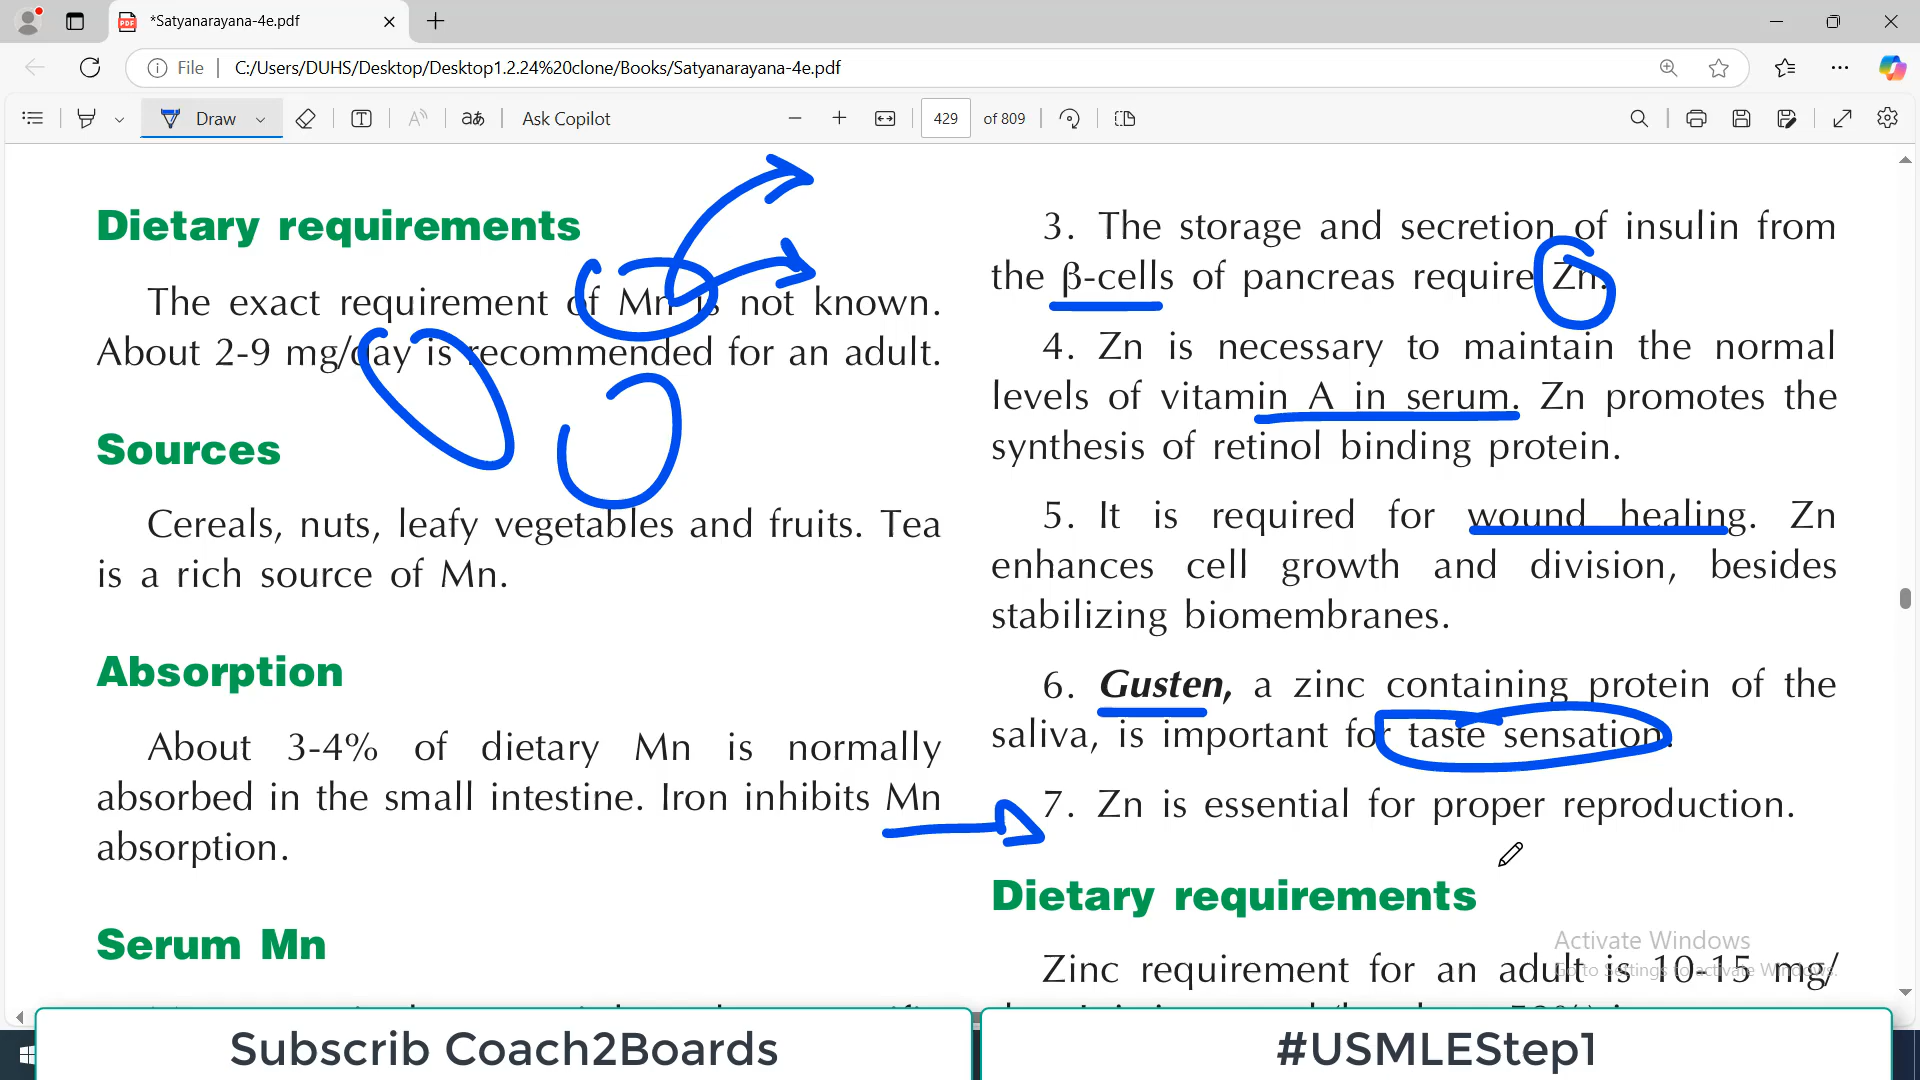 *Satyanarayana-4e.pdf
File
C:/Users/DUHS/Desktop/Desktop1.2.24%20clone/Books/Satyanarayana-4e.pdf
Draw
Ask Copilot
429 of 809
Dietary requirements
The exact requirement of Mn is not known.
About 2-9 mg/day is recommended for an adult.
Sources
Cereals, nuts, leafy vegetables and fruits. Tea
is a rich source of Mn.
Absorption
About 3-4% of dietary Mn is normally
absorbed in the small intestine. Iron inhibits Mn
absorption.
Serum Mn
3. The storage and secretion of insulin from
the β-cells of pancreas require Zn.
4. Zn is necessary to maintain the normal
levels of vitamin A in serum. Zn promotes the
synthesis of retinol binding protein.
5. It is required for wound healing. Zn
enhances cell growth and division, besides
stabilizing biomembranes.
6. Gusten, a zinc containing protein of the
saliva, is important for taste sensation.
7. Zn is essential for proper reproduction.
Dietary requirements
Zinc requirement for an adult is 10-15 mg/
Activate Windows
Go to Settings to activate Windows.
Subscrib Coach2Boards
#USMLEStep1